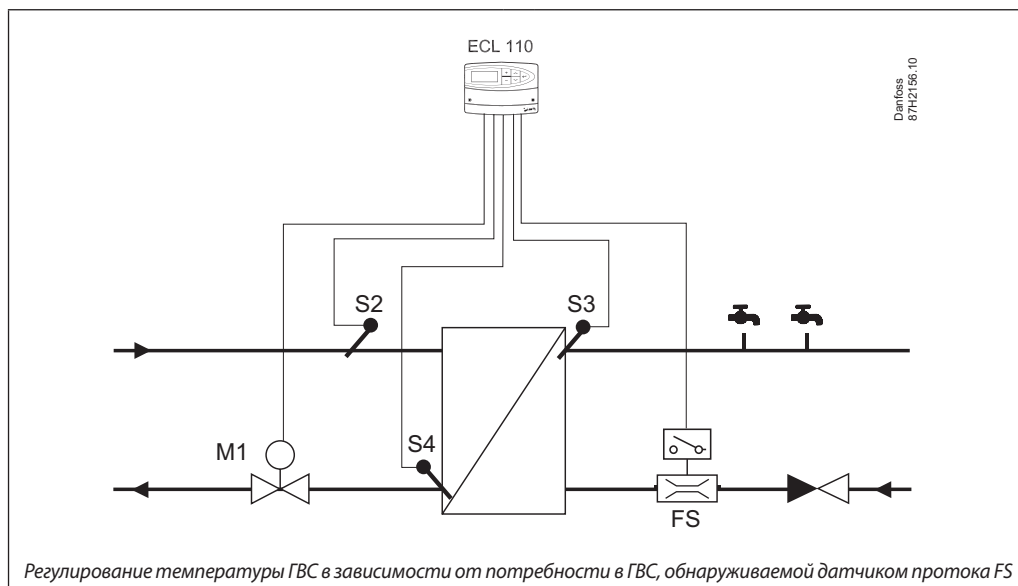 ECL 110
Danfoss
87H2156.10
S2
S3
M1
S4
FS
Регулирование температуры ГВС в зависимости от потребности в ГВС, обнаруживаемой датчиком протока FS